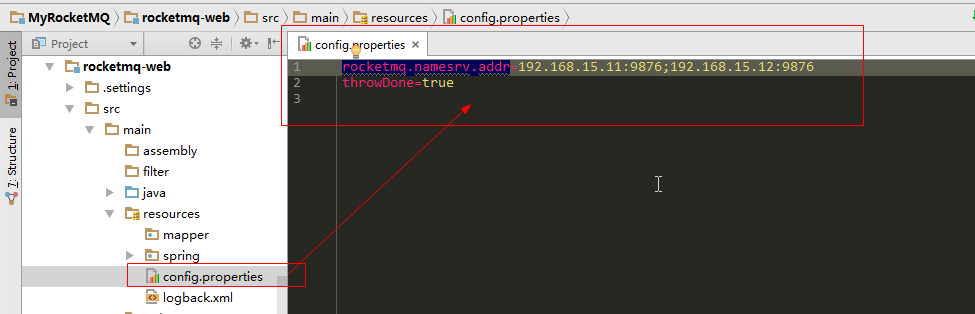 MyRocketMQ rocketmq-web src main resources config.properties
1: Project
Project
config.properties
rocketmq-web
.settings
src
main
assembly
filter
java
resources
mapper
spring
config.properties
logback.xml
7: Structure
1 rocketmq.namesrv.addr=192.168.15.11:9876;192.168.15.12:9876
2 throwDone=true
3